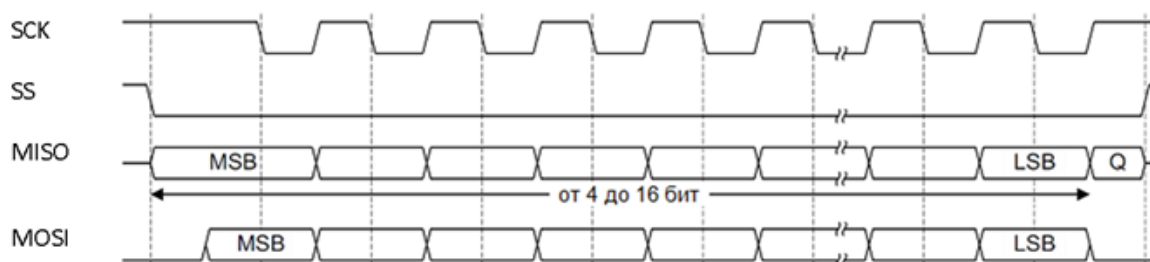 SCK
SS
MISO MSB LSB Q
от 4 до 16 бит
MOSI MSB LSB